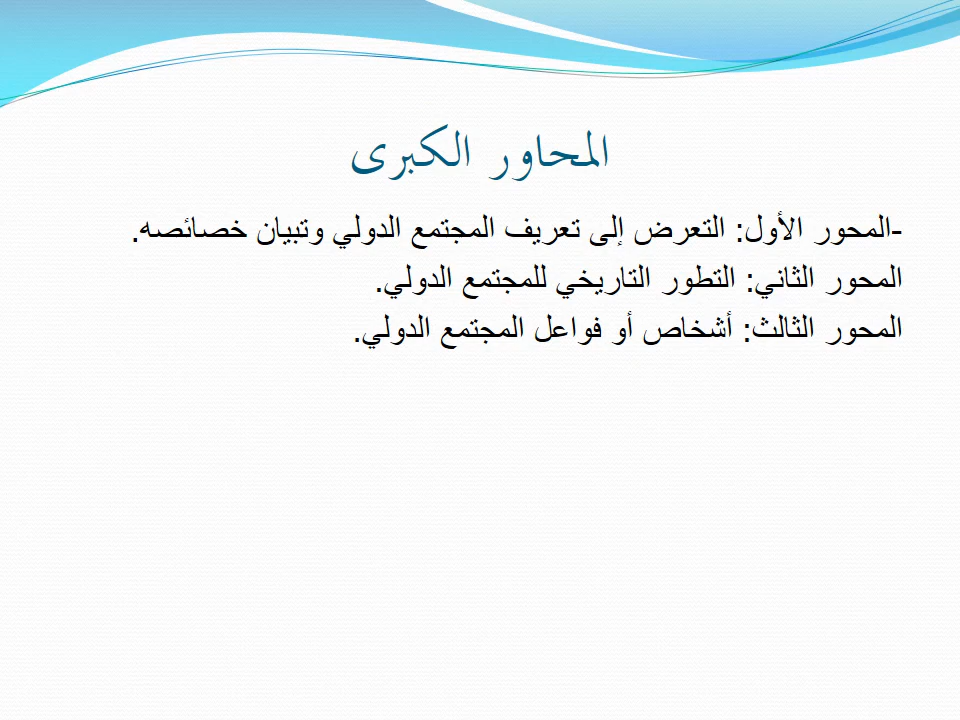 المحاور الكبرى
-المحور الأول: التعرض إلى تعريف المجتمع الدولي وتبيان خصائصه.
المحور الثاني: التطور التاريخي للمجتمع الدولي.
المحور الثالث: أشخاص أو فواعل المجتمع الدولي.